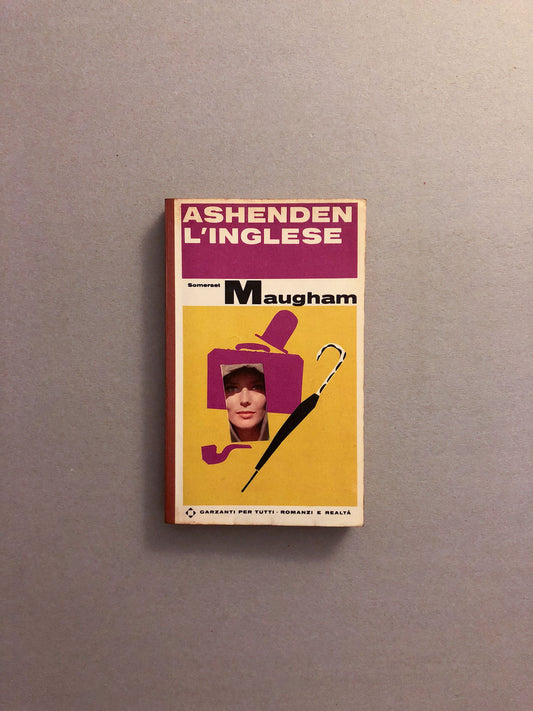 ASHENDEN
L'INGLESE
Somerset Maugham
GARZANTI PER TUTTI · ROMANZI E REALTÀ